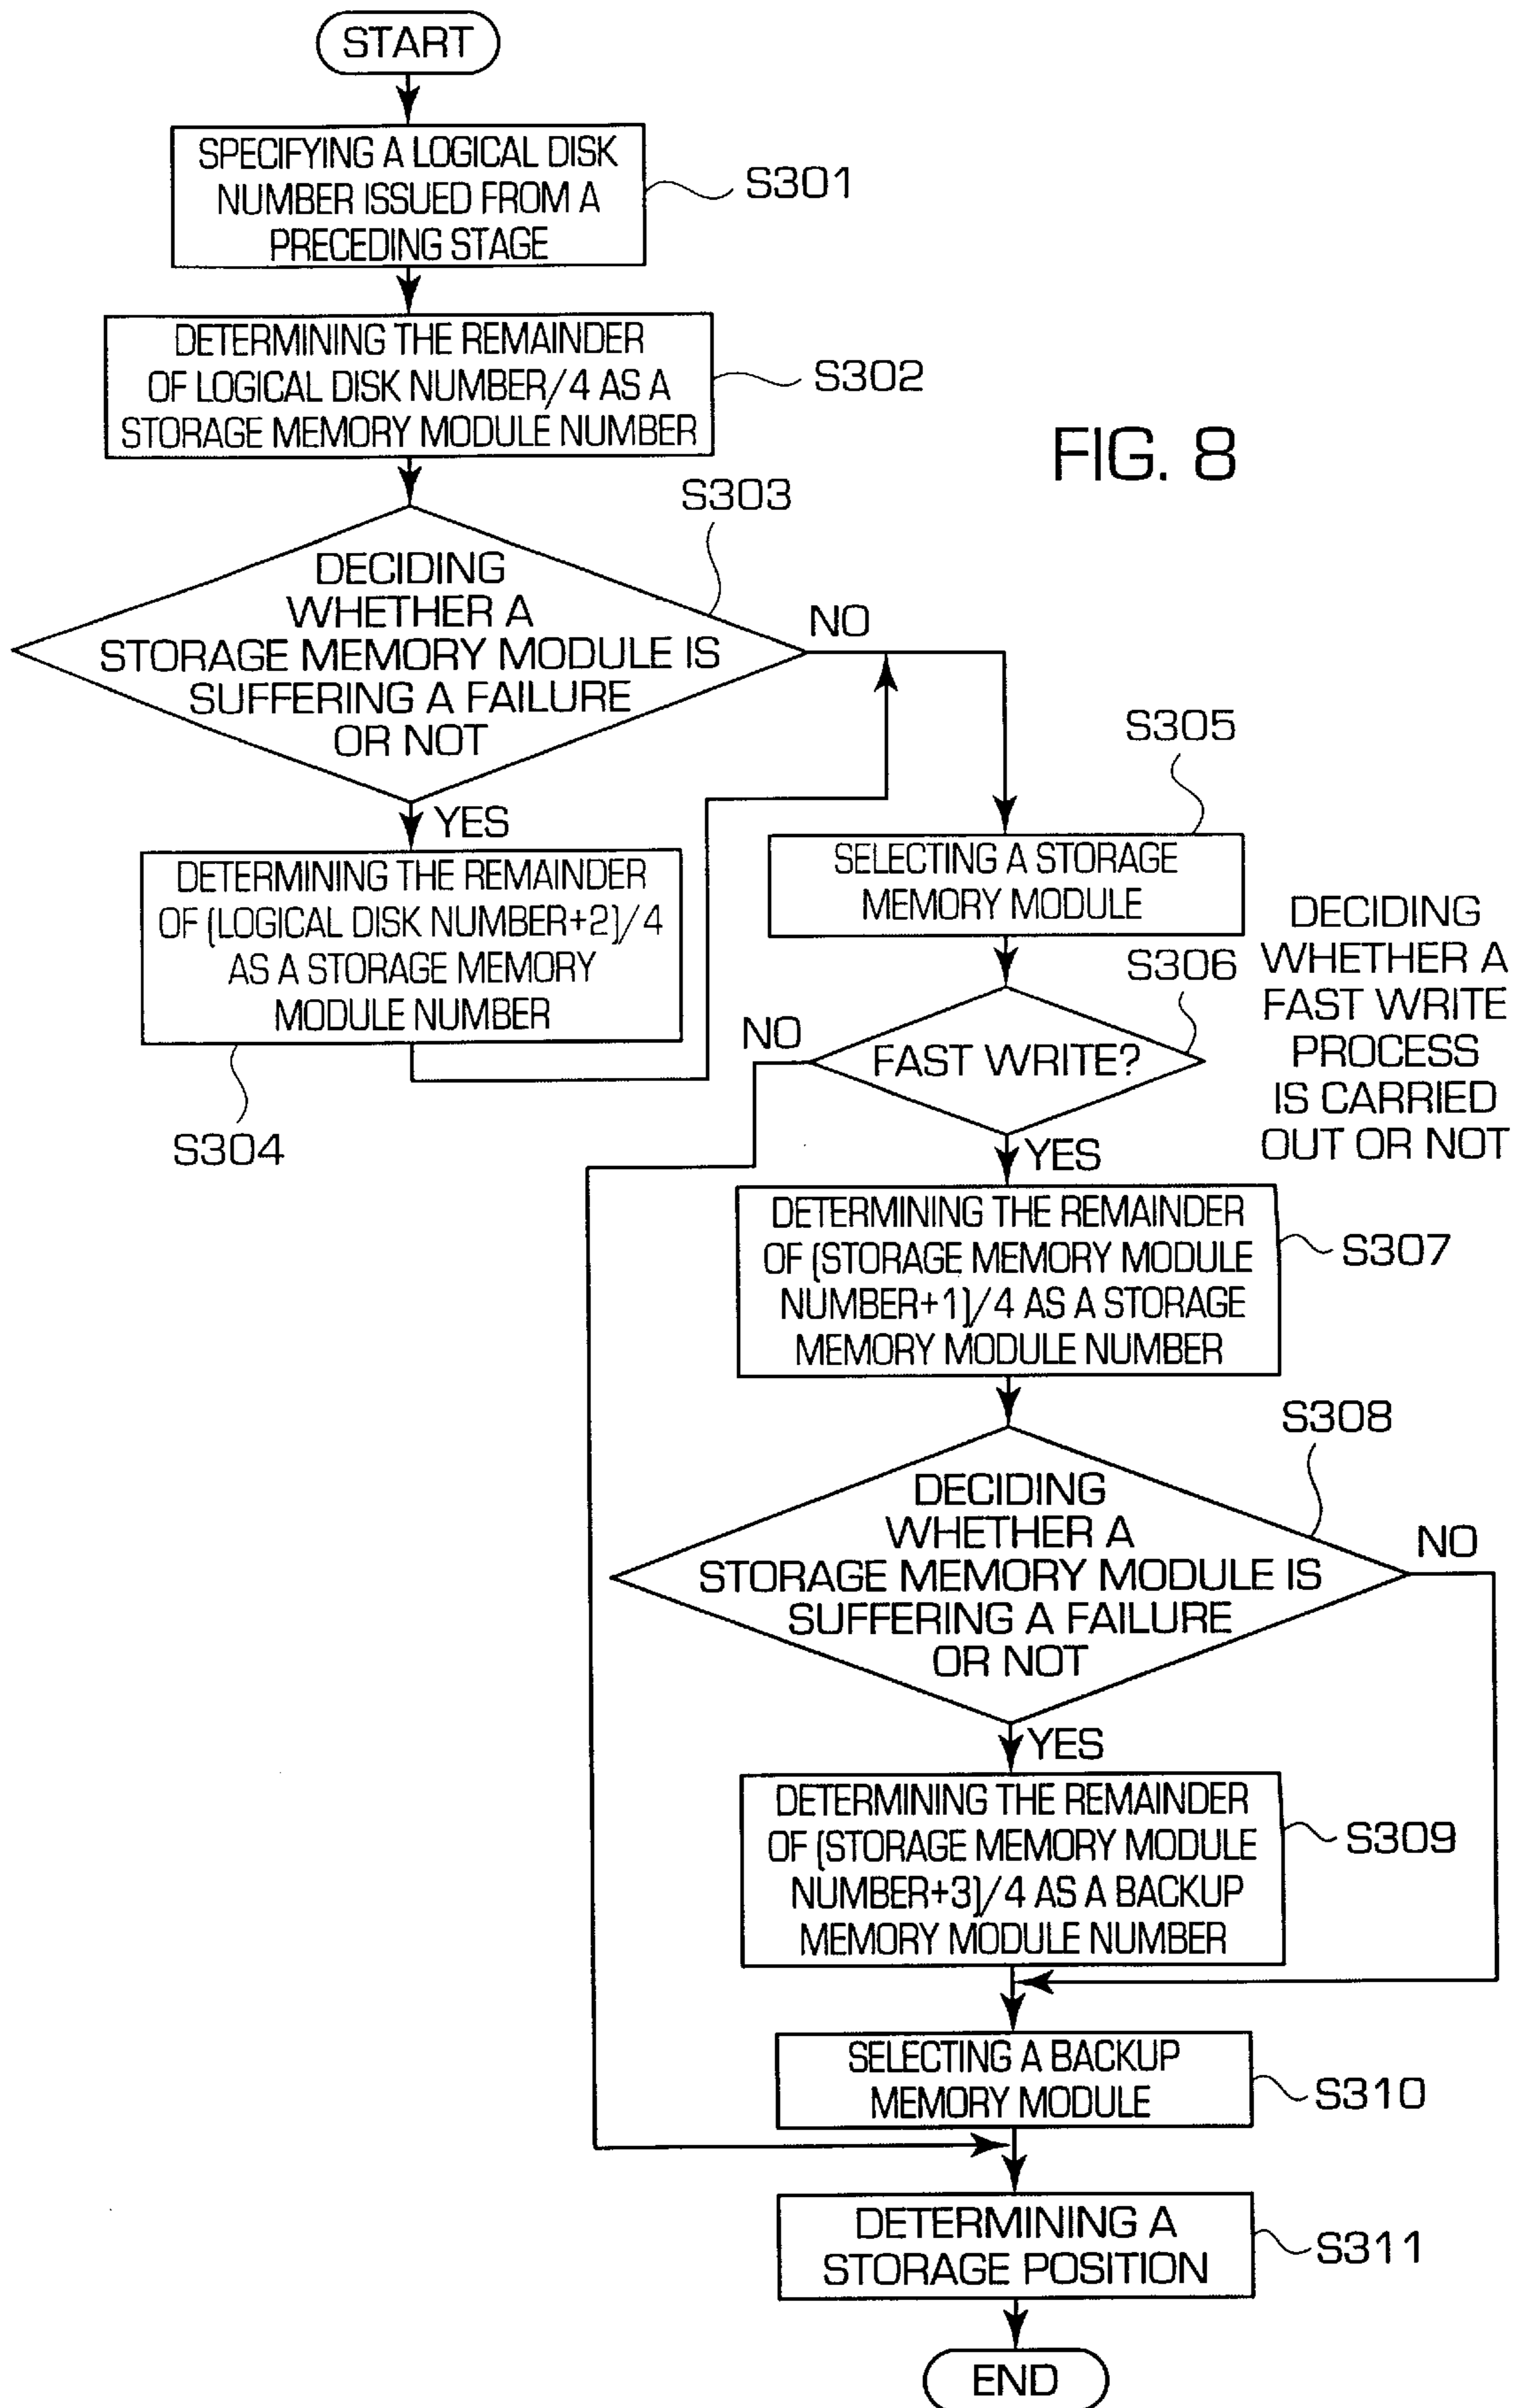 START
SPECIFYING A LOGICAL DISK
NUMBER ISSUED FROM A
PRECEDING STAGE
S301
DETERMINING THE REMAINDER
OF LOGICAL DISK NUMBER/4 AS A
STORAGE MEMORY MODULE NUMBER
S302
FIG. 8
S303
DECIDING
WHETHER A
STORAGE MEMORY MODULE IS
SUFFERING A FAILURE
OR NOT
NO
YES
DETERMINING THE REMAINDER
OF (LOGICAL DISK NUMBER+2)/4
AS A STORAGE MEMORY
MODULE NUMBER
S304
S305
SELECTING A STORAGE
MEMORY MODULE
S306
DECIDING
WHETHER A
FAST WRITE
PROCESS
IS CARRIED
OUT OR NOT
NO
FAST WRITE?
YES
DETERMINING THE REMAINDER
OF (STORAGE MEMORY MODULE
NUMBER+1)/4 AS A STORAGE
MEMORY MODULE NUMBER
S307
S308
DECIDING
WHETHER A
STORAGE MEMORY MODULE IS
SUFFERING A FAILURE
OR NOT
NO
YES
DETERMINING THE REMAINDER
OF (STORAGE MEMORY MODULE
NUMBER+3)/4 AS A BACKUP
MEMORY MODULE NUMBER
S309
SELECTING A BACKUP
MEMORY MODULE
S310
DETERMINING A
STORAGE POSITION
S311
END